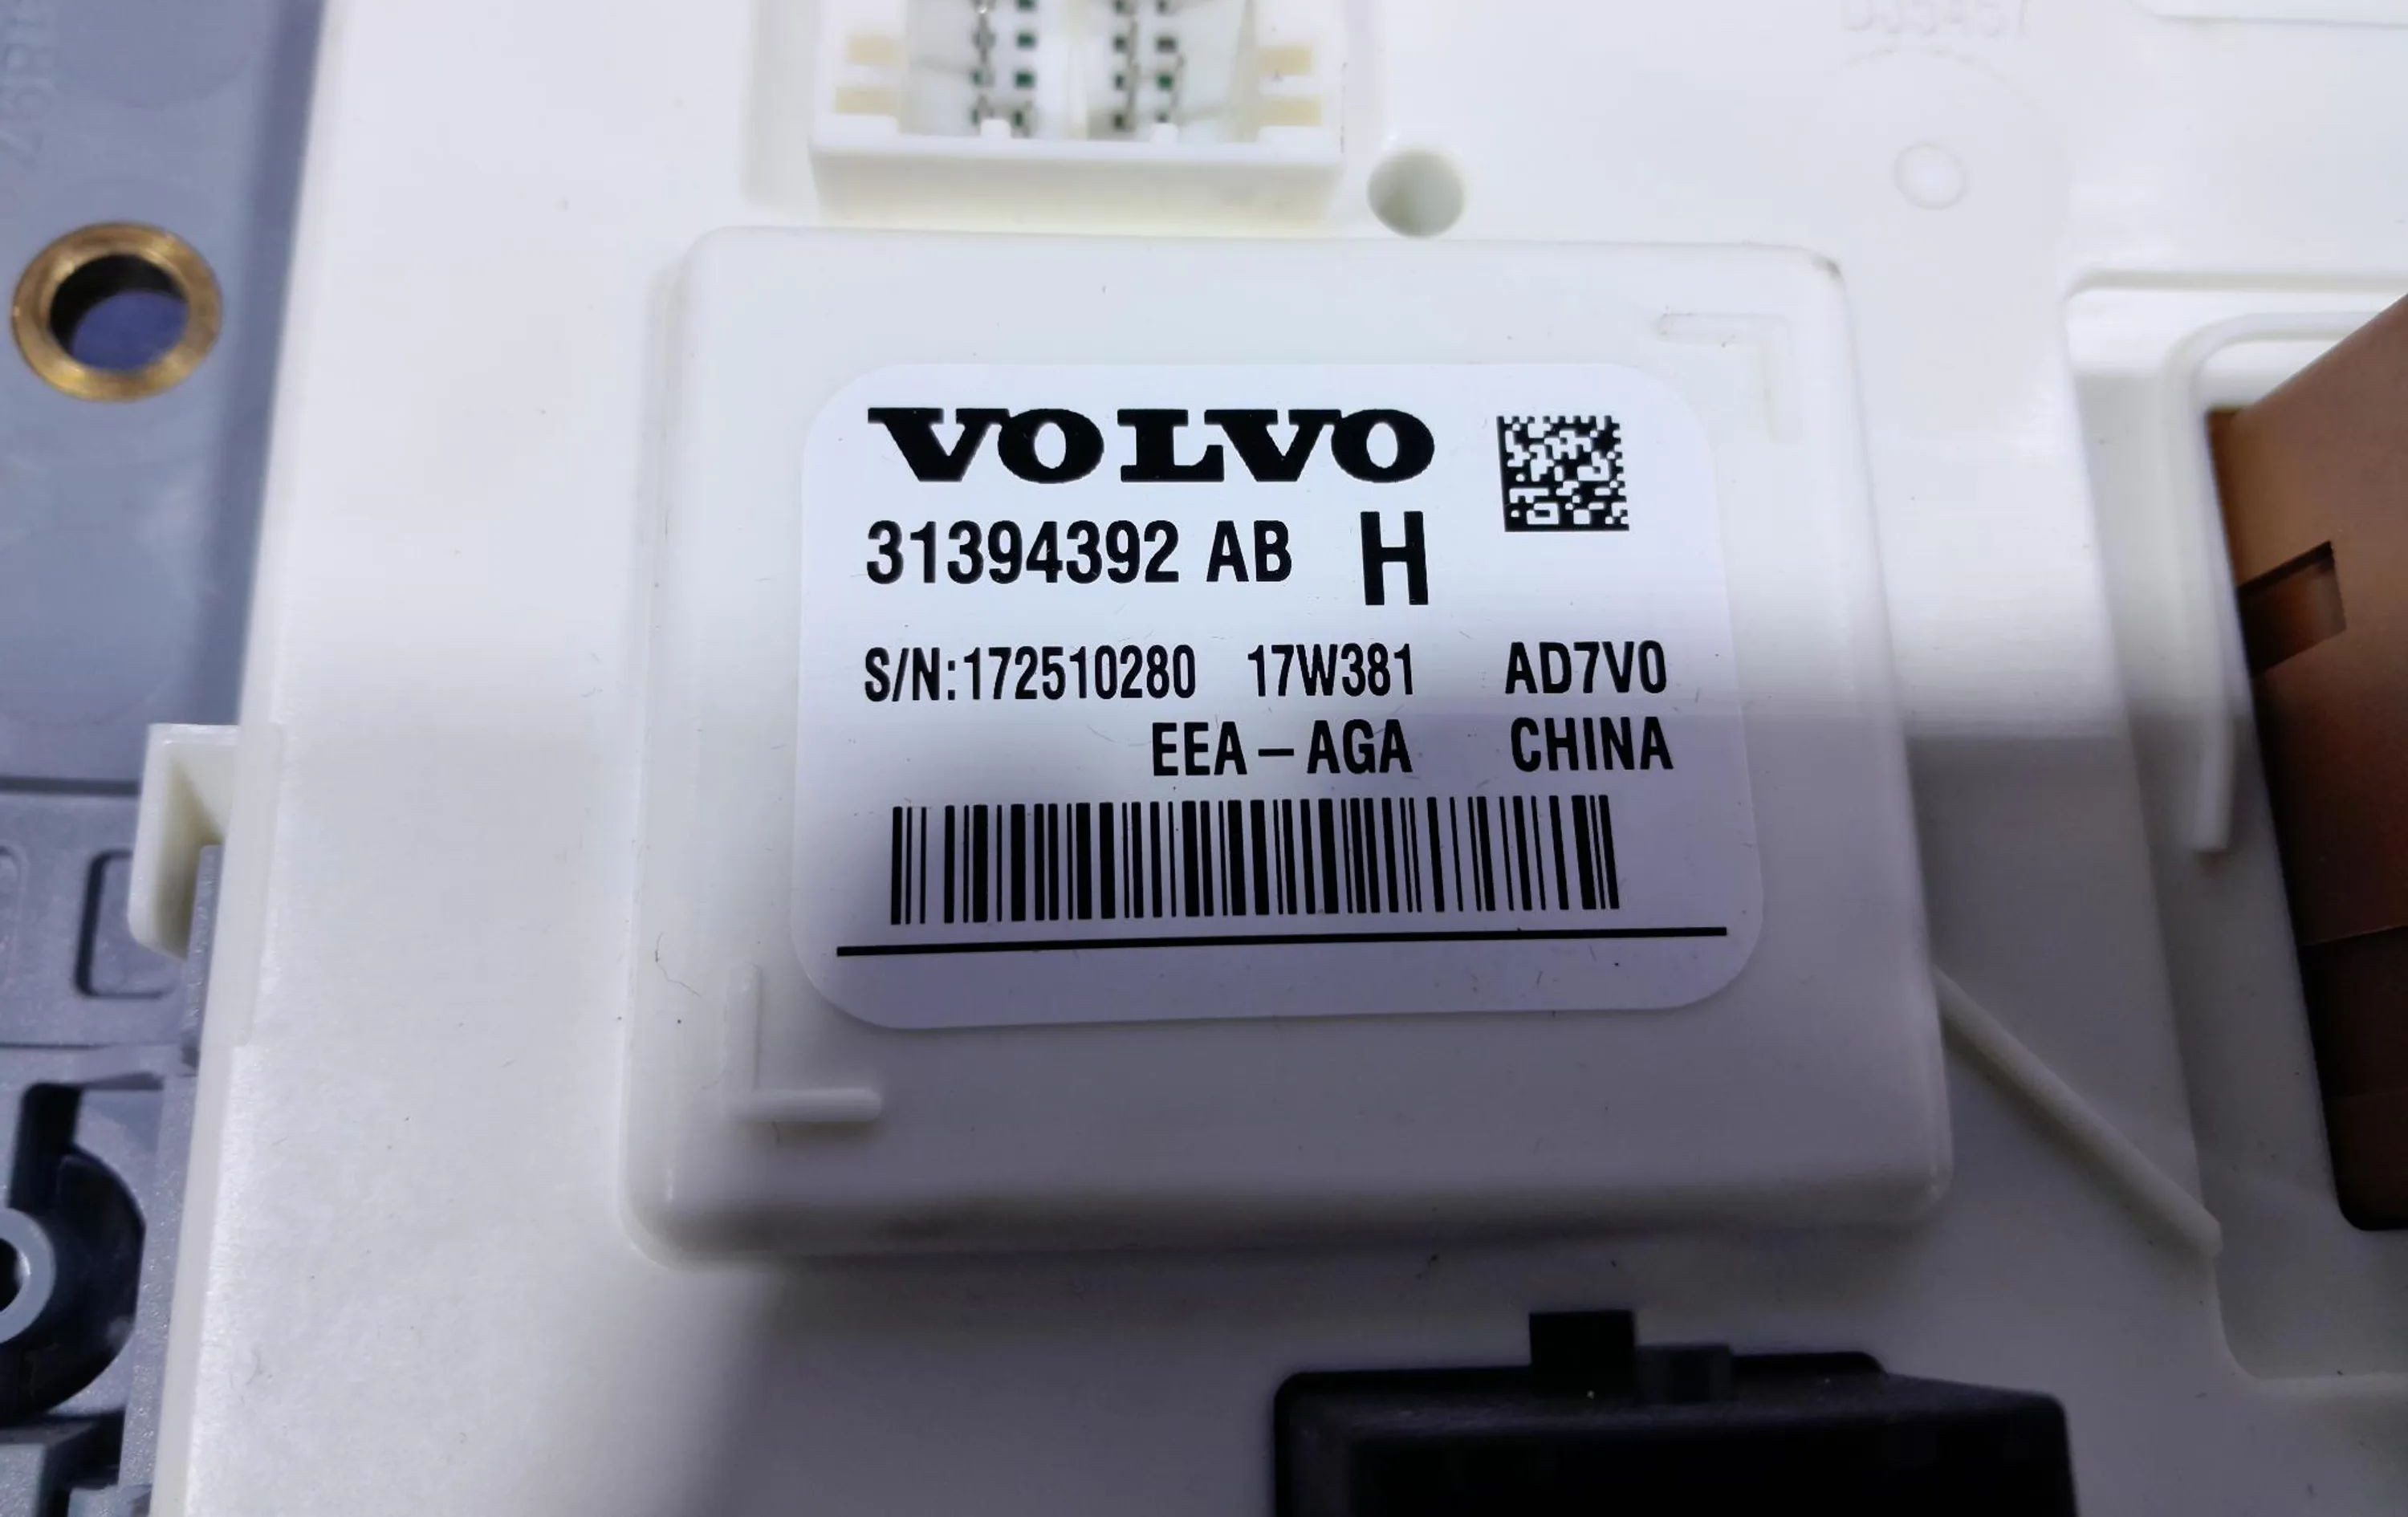 VOLVO
31394392 AB H
S/N:172510280 17W381 AD7V0
EEA-AGA CHINA